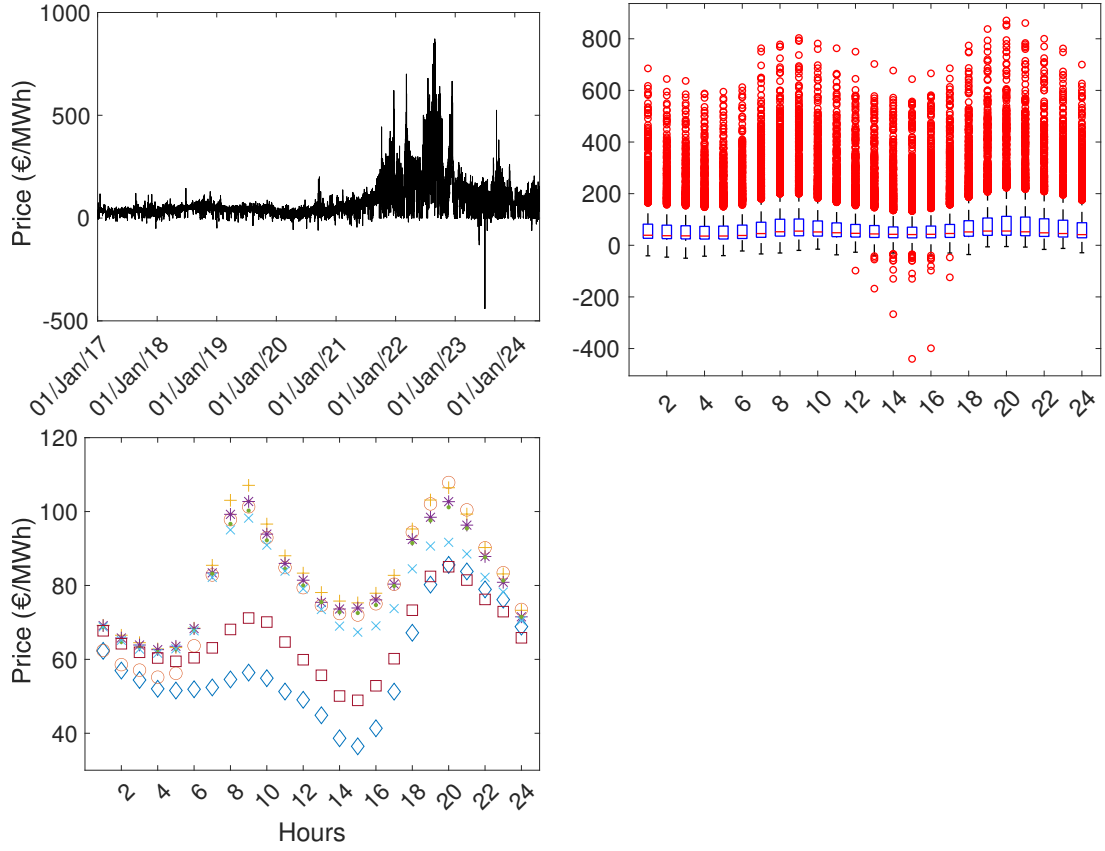 1000
500
0
-500
Price (€/MWh)
01/Jan/17
01/Jan/18
01/Jan/19
01/Jan/20
01/Jan/21
01/Jan/22
01/Jan/23
01/Jan/24
800
600
400
200
0
-200
-400
2 4 6 8 10 12 14 16 18 20 22 24
120
100
80
60
40
Price (€/MWh)
2 4 6 8 10 12 14 16 18 20 22 24
Hours